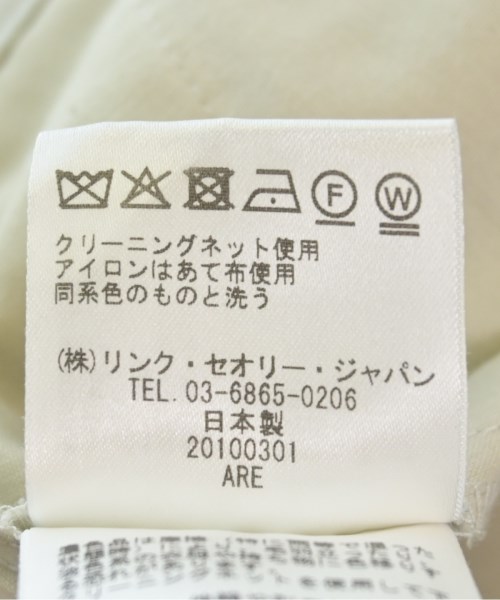 F W
クリーニングネット使用
アイロンはあて布使用
同系色のものと洗う
(株)リンク・セオリー・ジャパン
TEL.03-6865-0206
日本製
20100301
ARE